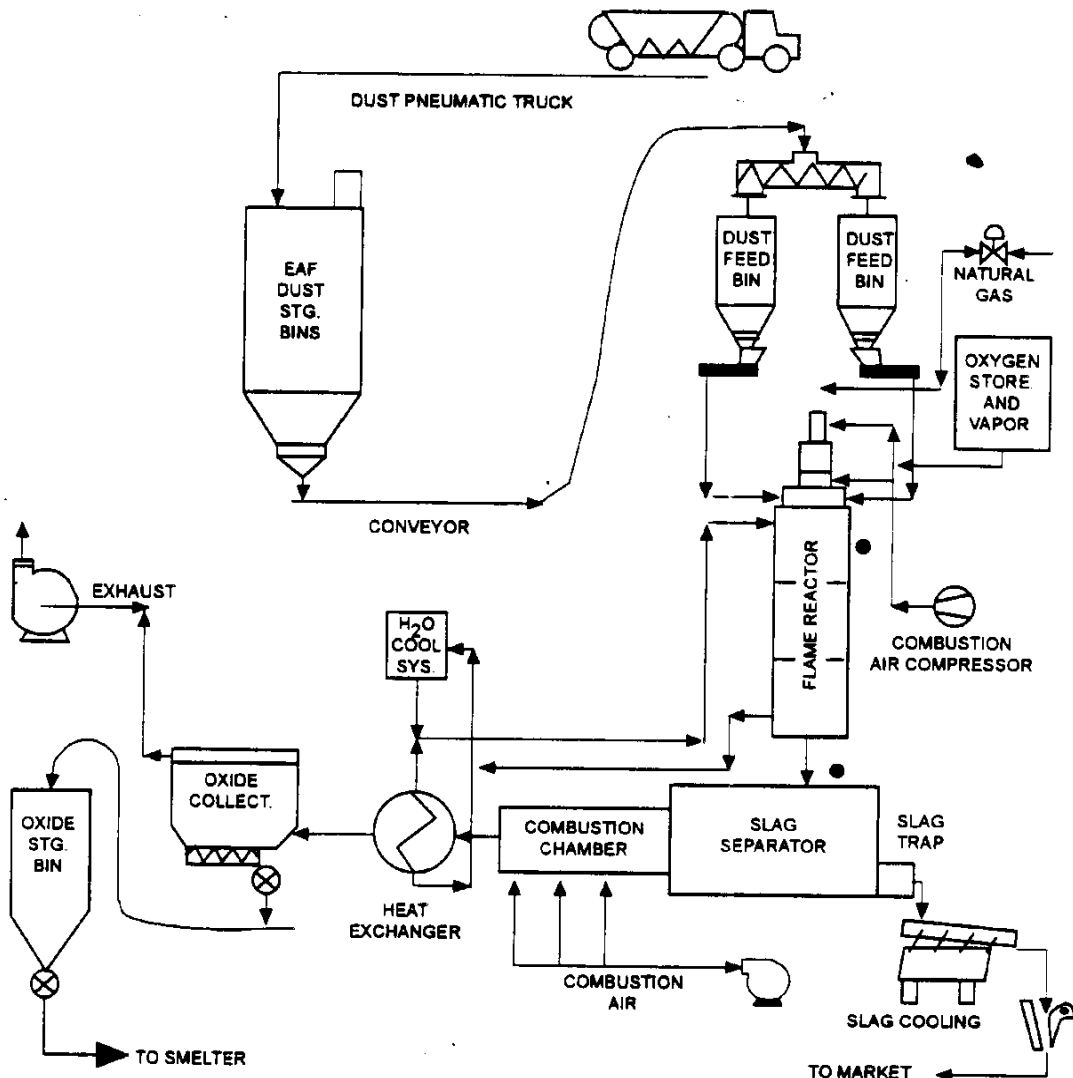 DUST PNEUMATIC TRUCK
EAF
DUST
STG.
BINS
DUST
FEED
BIN
DUST
FEED
BIN
NATURAL
GAS
OXYGEN
STORE
AND
VAPOR
CONVEYOR
EXHAUST
H2O
COOL
SYS.
FLAME REACTOR
COMBUSTION
AIR COMPRESSOR
OXIDE
COLLECT.
OXIDE
STG.
BIN
COMBUSTION
CHAMBER
SLAG
SEPARATOR
SLAG
TRAP
HEAT
EXCHANGER
COMBUSTION
AIR
SLAG COOLING
TO SMELTER
TO MARKET